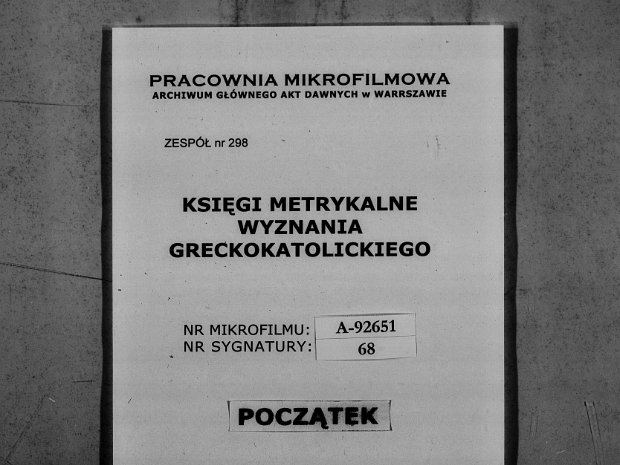 PRACOWNIA MIKROFILMOWA
ARCHIWUM GŁÓWNEGO AKT DAWNYCH w WARRSZAWIE
ZESPÓŁ nr 298
KSIĘGI METRYKALNE
WYZNANIA
GRECKOKATOLICKIEGO
NR MIKROFILMU: A-92651
NR SYGNATURY: 68
POCZĄTEK